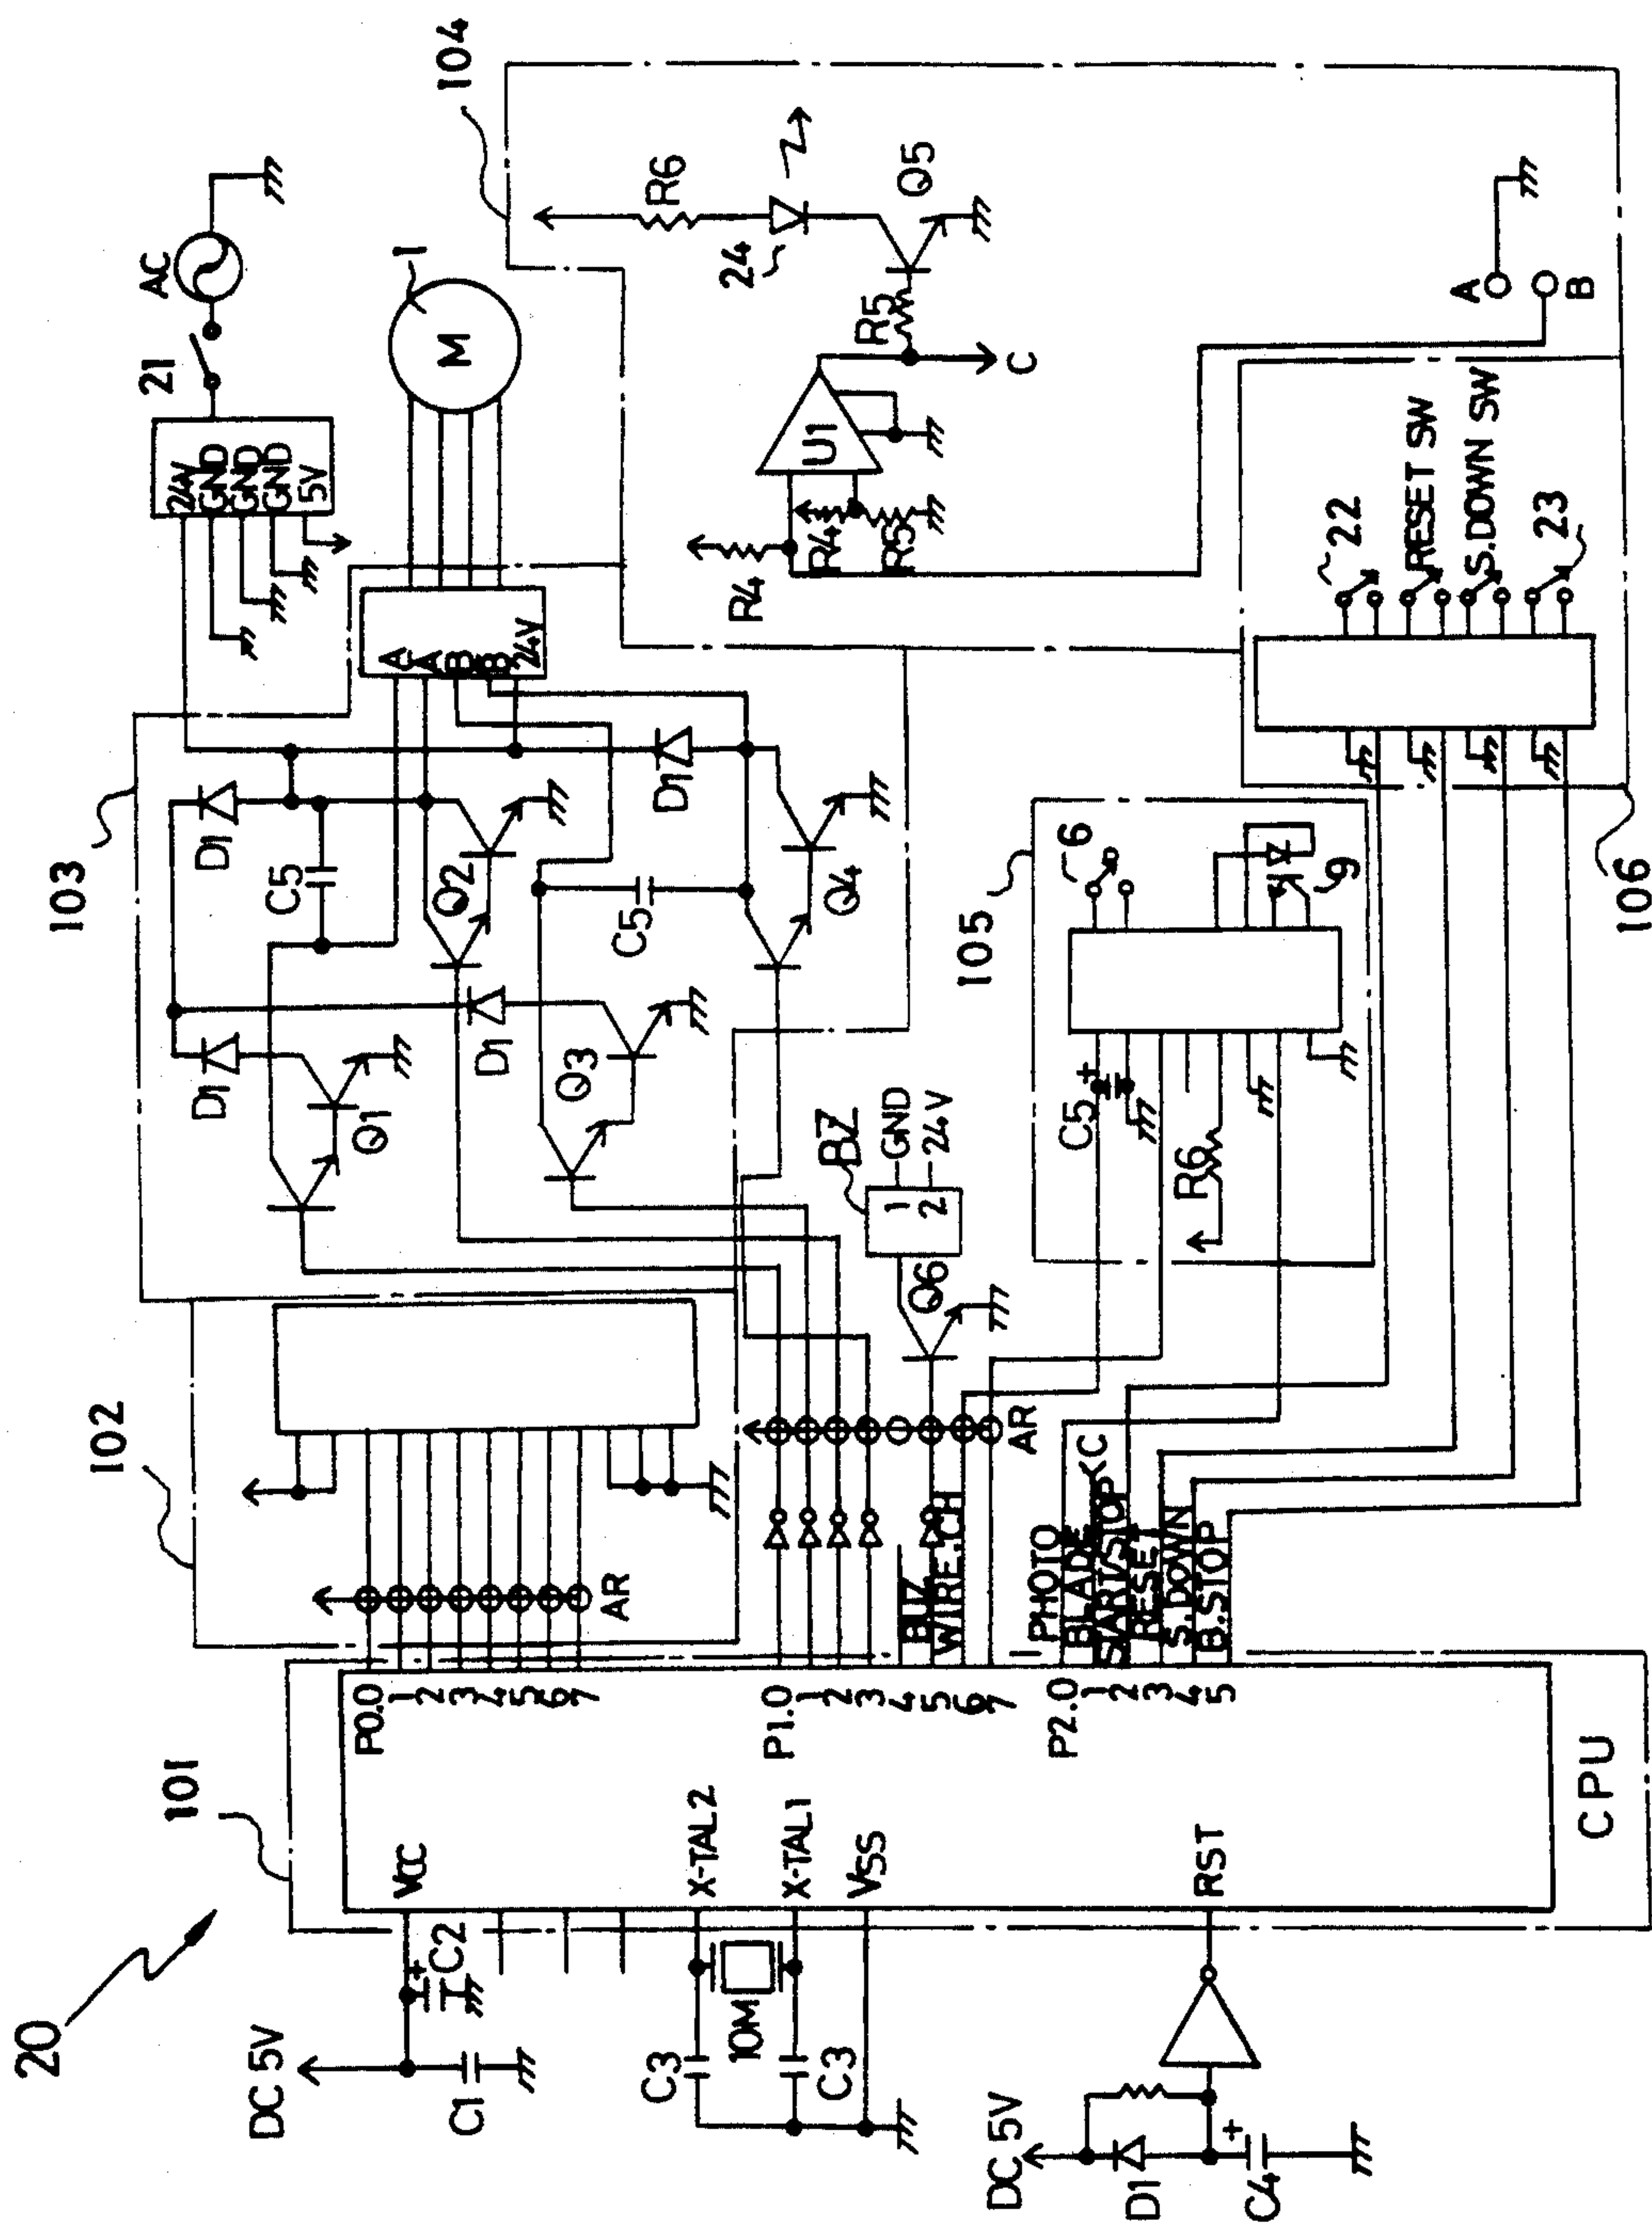 20
101
102
103
104
105
106
DC 5V
C1
C2
+
VCC
X-TAL2
X-TAL1
VSS
RST
C3
10M
C3
DC 5V
D1
+
C4
CPU
P0.0
1
2
3
4
5
6
7
P1.0
1
2
3
4
5
6
7
P2.0
1
2
3
4
5
AR
AR
BUZ
WIRE.CH
PHOTO
BLADE
C
START/STOP
RESET
S.DOWN
B.STOP
D1
Q1
D1
C5
Q2
D1
Q3
C5
D1
Q4
A
A
B
B
24V
24V
GND
GND
GND
5V
21
AC
M
1
BZ
1
2
GND
24V
Q6
C5
+
R6
6
9
R4
R4
R5
U1
R5
C
R6
24
Q5
A
B
22
RESET SW
S.DOWN SW
23